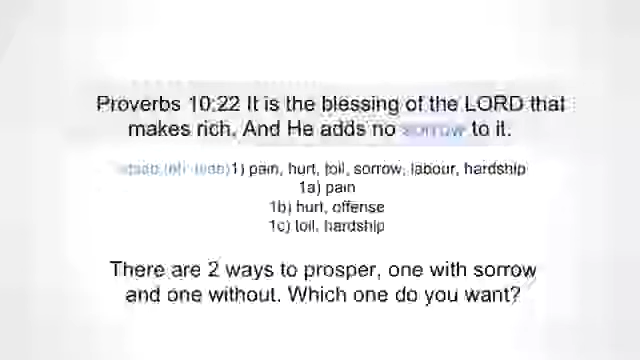 Proverbs 10:22 It is the blessing of the LORD that
makes rich, And He adds no sorrow to it.
1) pain, hurt, toil, sorrow, labour, hardship
1a) pain
1b) hurt, offense
1c) toil, hardship
There are 2 ways to prosper, one with sorrow
and one without. Which one do you want?